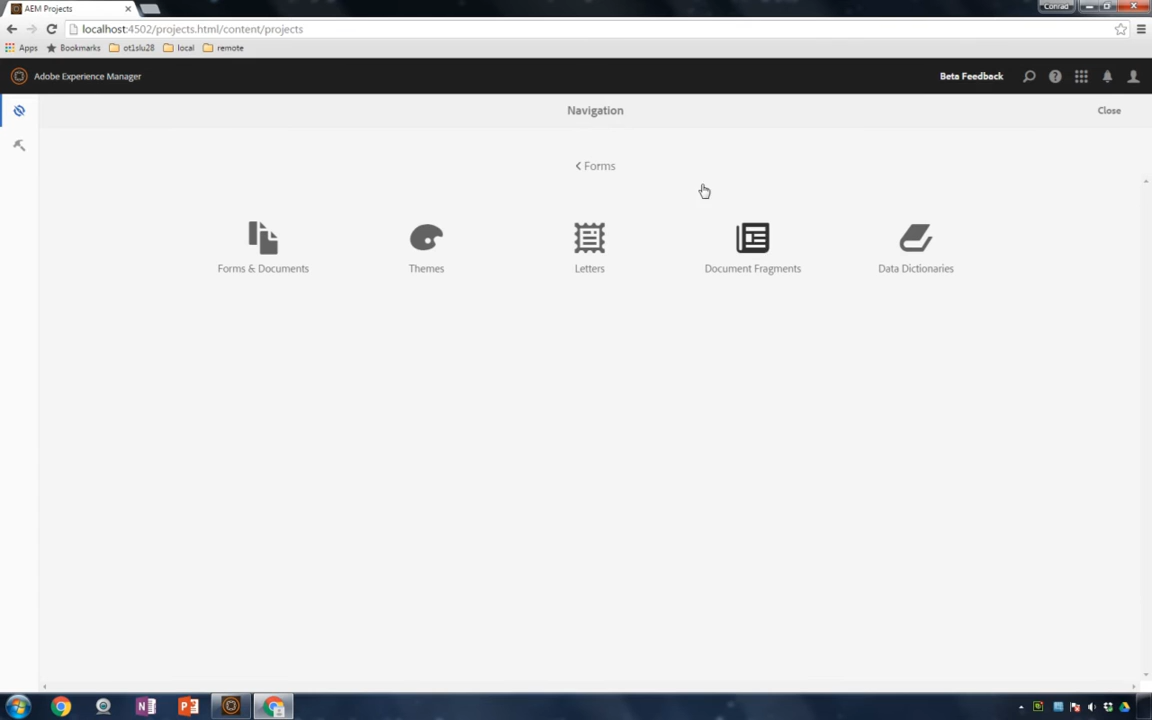 AEM Projects
Conrad
localhost:4502/projects.html/content/projects
Apps Bookmarks ot1slu28 local remote
Adobe Experience Manager Beta Feedback
Navigation Close
Forms
Forms & Documents Themes Letters Document Fragments Data Dictionaries